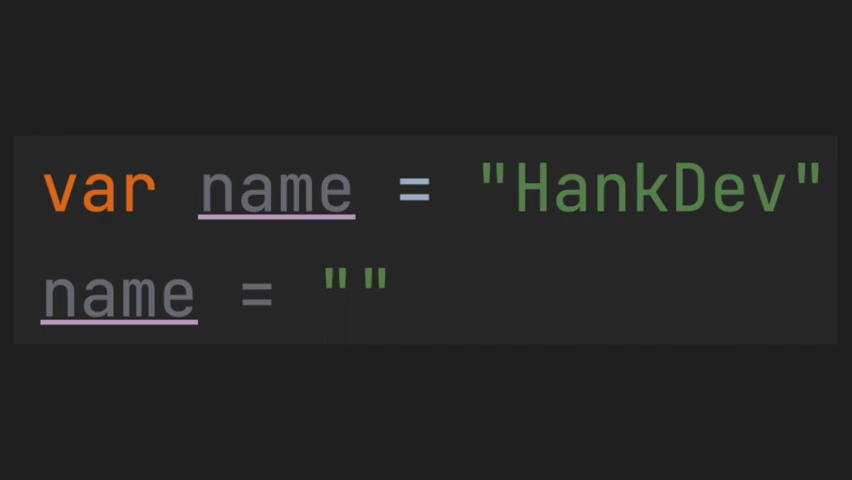 var name = "HankDev"
name = ""